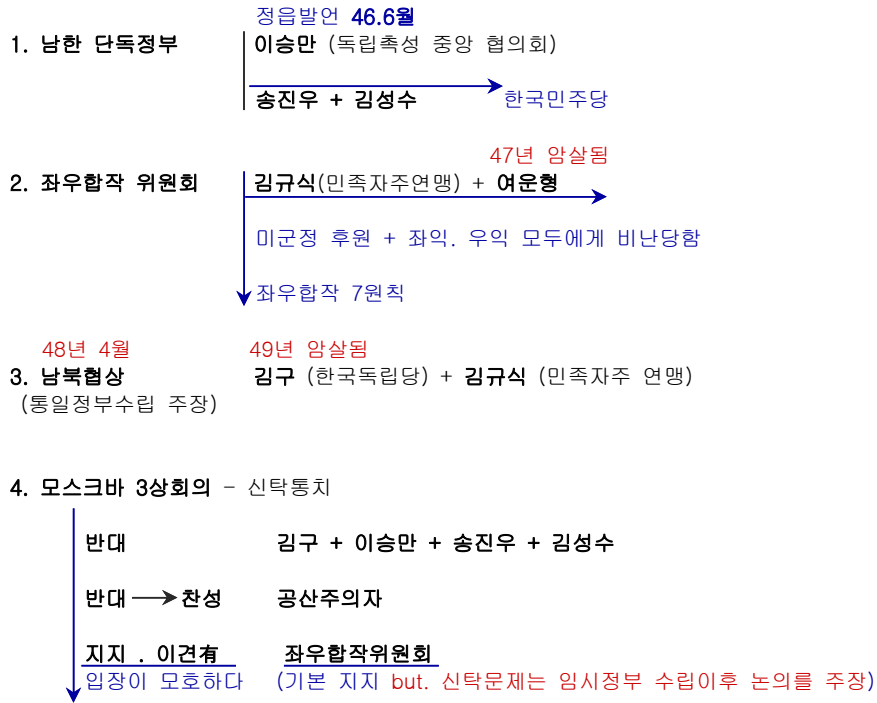 정읍발언 46.6월
1. 남한 단독정부 이승만 (독립촉성 중앙 협의회)
송진우 + 김성수 한국민주당
47년 암살됨
2. 좌우합작 위원회 김규식(민족자주연맹) + 여운형
미군정 후원 + 좌익. 우익 모두에게 비난당함
좌우합작 7원칙
48년 4월 49년 암살됨
3. 남북협상 김구 (한국독립당) + 김규식 (민족자주 연맹)
(통일정부수립 주장)
4. 모스크바 3상회의 - 신탁통치
반대 김구 + 이승만 + 송진우 + 김성수
반대 → 찬성 공산주의자
지지 . 이견有 좌우합작위원회
입장이 모호하다 (기본 지지 but. 신탁문제는 임시정부 수립이후 논의를 주장)